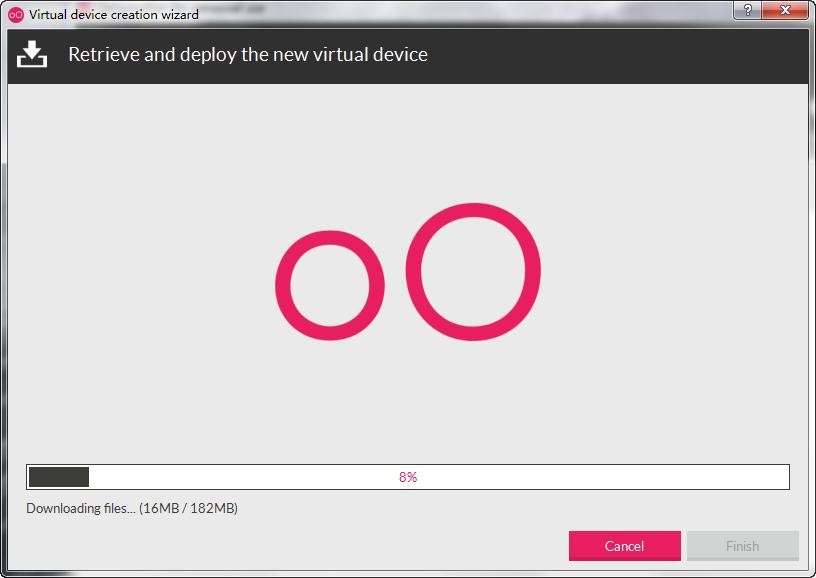 Virtual device creation wizard
Retrieve and deploy the new virtual device
8%
Downloading files... (16MB / 182MB)
Cancel
Finish